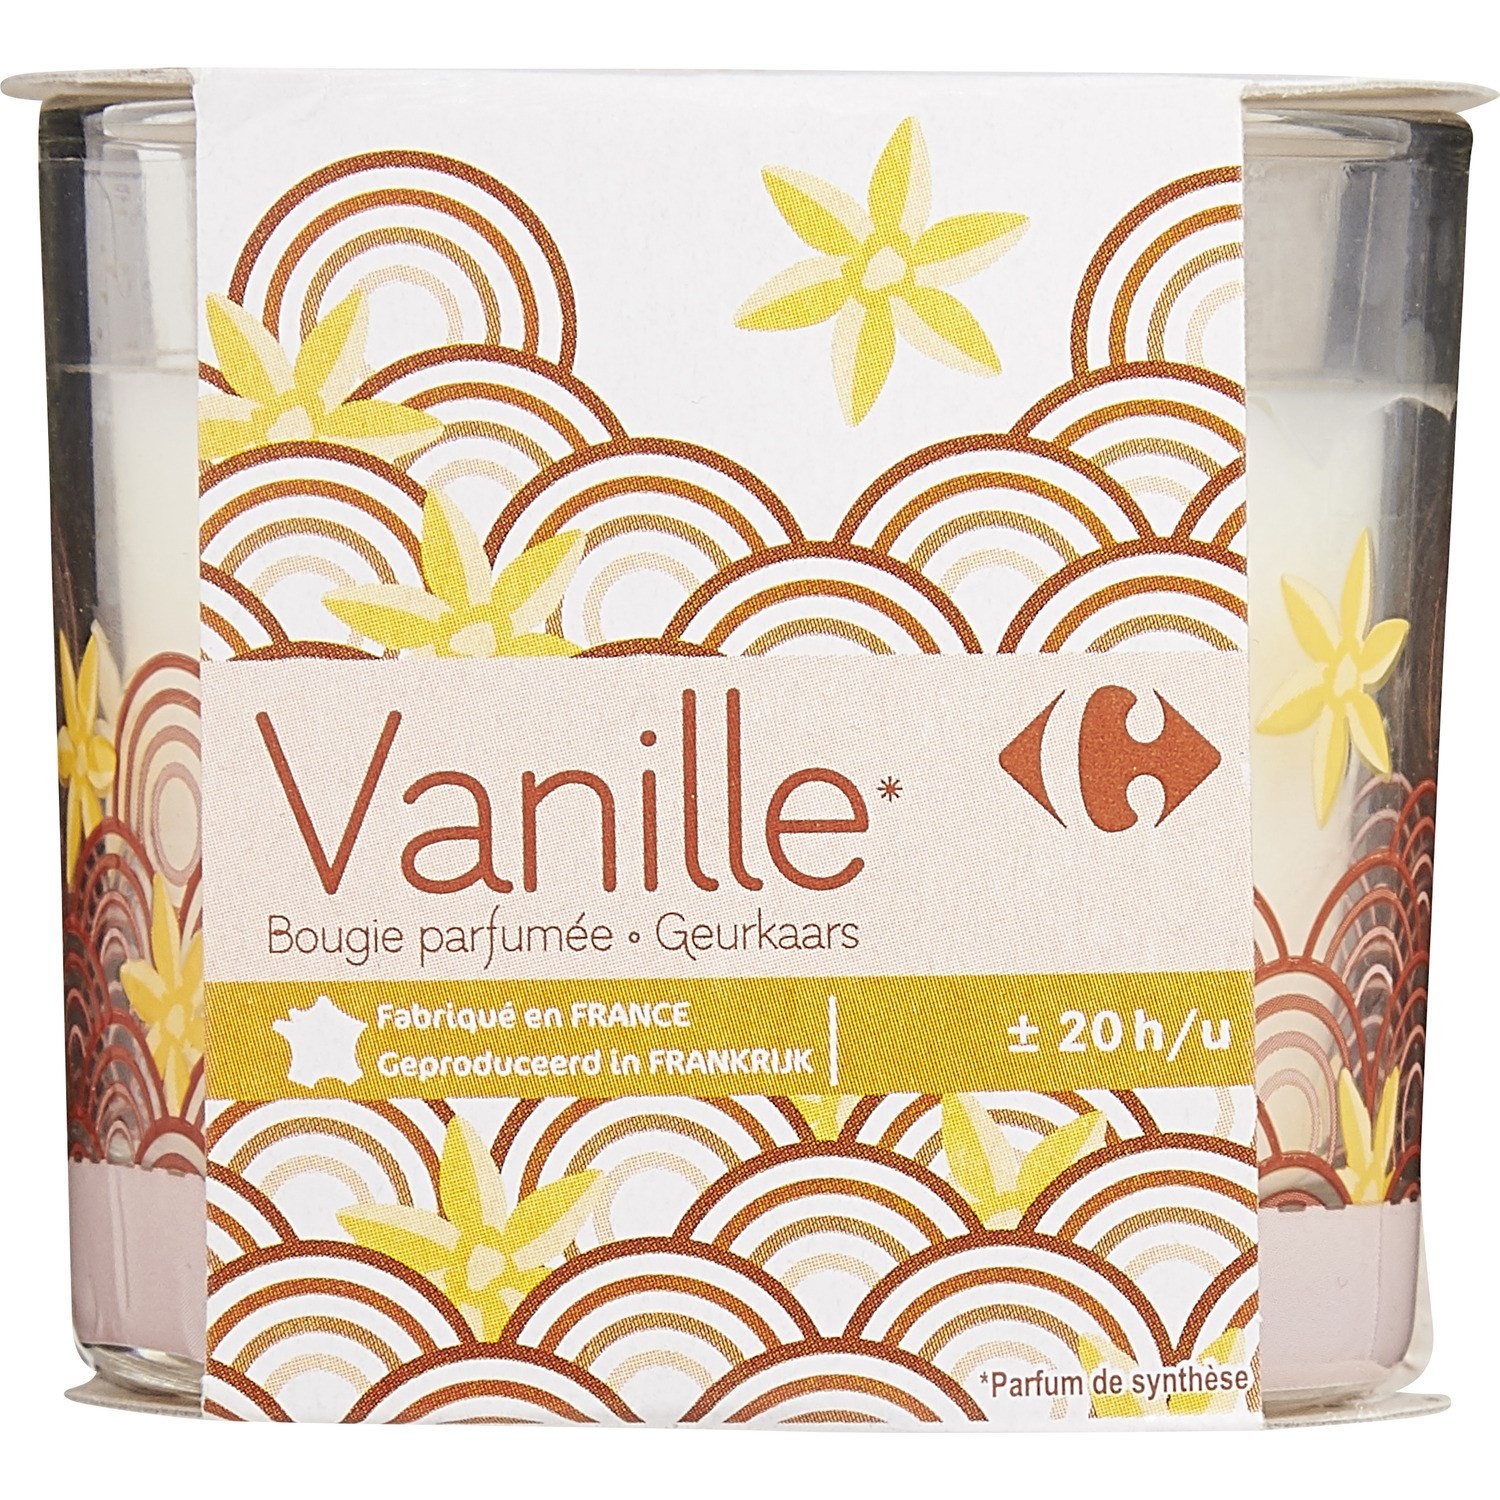 Vanille*
Bougie parfumée • Geurkaars
Fabriqué en FRANCE
Geproduceerd in FRANKRIJK
± 20 h/u
*Parfum de synthèse